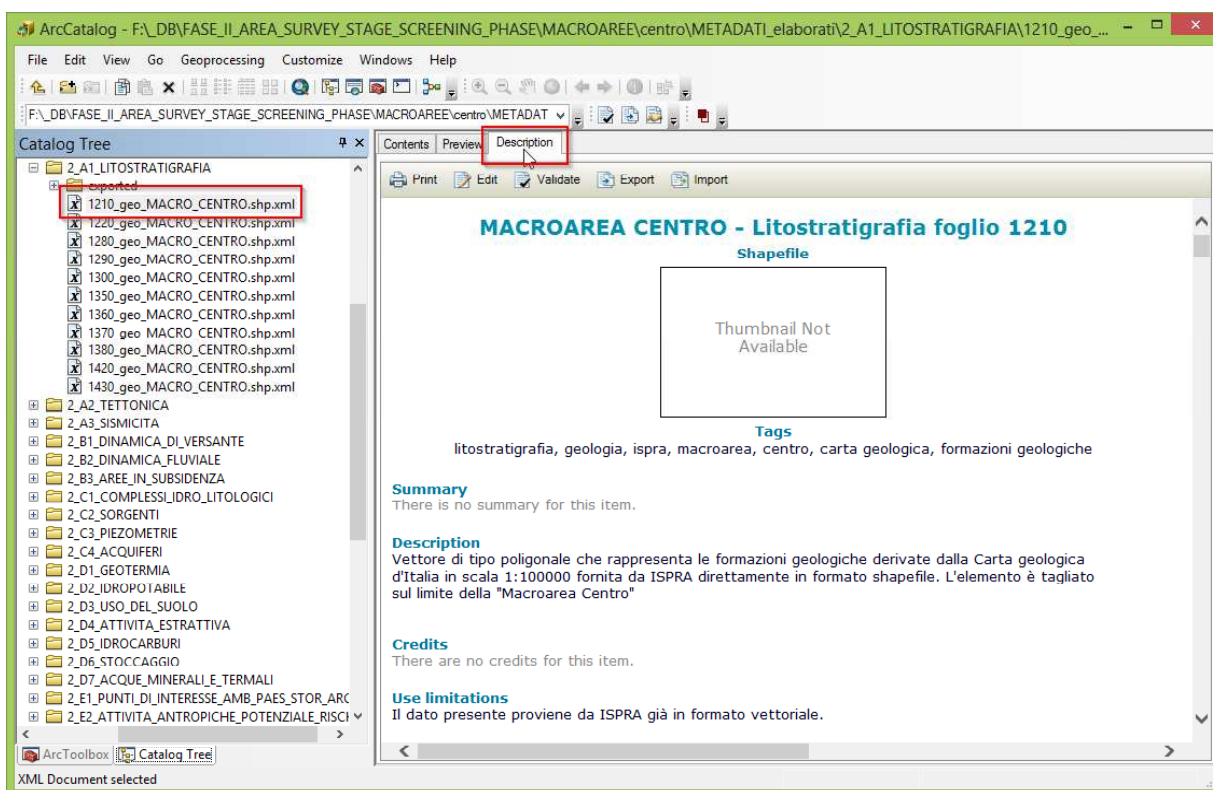 ArcCatalog - F:\_DB\FASE_II_AREA_SURVEY_STAGE_SCREENING_PHASE\MACROAREE\centro\METADATI_elaborati\2_A1_LITOSTRATIGRAFIA\1210_geo_...
File Edit View Go Geoprocessing Customize Windows Help
F:\_DB\FASE_II_AREA_SURVEY_STAGE_SCREENING_PHASE\MACROAREE\centro\METADAT
Catalog Tree
2_A1_LITOSTRATIGRAFIA
exported
1210_geo_MACRO_CENTRO.shp.xml
1220_geo_MACRO_CENTRO.shp.xml
1280_geo_MACRO_CENTRO.shp.xml
1290_geo_MACRO_CENTRO.shp.xml
1300_geo_MACRO_CENTRO.shp.xml
1350_geo_MACRO_CENTRO.shp.xml
1360_geo_MACRO_CENTRO.shp.xml
1370_geo_MACRO_CENTRO.shp.xml
1380_geo_MACRO_CENTRO.shp.xml
1420_geo_MACRO_CENTRO.shp.xml
1430_geo_MACRO_CENTRO.shp.xml
2_A2_TETTONICA
2_A3_SISMICITA
2_B1_DINAMICA_DI_VERSANTE
2_B2_DINAMICA_FLUVIALE
2_B3_AREE_IN_SUBSIDENZA
2_C1_COMPLESSI_IDRO_LITOLOGICI
2_C2_SORGENTI
2_C3_PIEZOMETRIE
2_C4_ACQUIFERI
2_D1_GEOTERMIA
2_D2_IDROPOTABILE
2_D3_USO_DEL_SUOLO
2_D4_ATTIVITA_ESTRATTIVA
2_D5_IDROCARBURI
2_D6_STOCCAGGIO
2_D7_ACQUE_MINERALI_E_TERMALI
2_E1_PUNTI_DI_INTERESSE_AMB_PAES_STOR_ARC
2_E2_ATTIVITA_ANTROPICHE_POTENZIALE_RISCH
ArcToolbox Catalog Tree
XML Document selected
Contents Preview Description
Print Edit Validate Export Import
MACROAREA CENTRO - Litostratigrafia foglio 1210
Shapefile
Thumbnail Not
Available
Tags
litostratigrafia, geologia, ispra, macroarea, centro, carta geologica, formazioni geologiche
Summary
There is no summary for this item.
Description
Vettore di tipo poligonale che rappresenta le formazioni geologiche derivate dalla Carta geologica
d'Italia in scala 1:100000 fornita da ISPRA direttamente in formato shapefile. L'elemento è tagliato
sul limite della "Macroarea Centro"
Credits
There are no credits for this item.
Use limitations
Il dato presente proviene da ISPRA già in formato vettoriale.